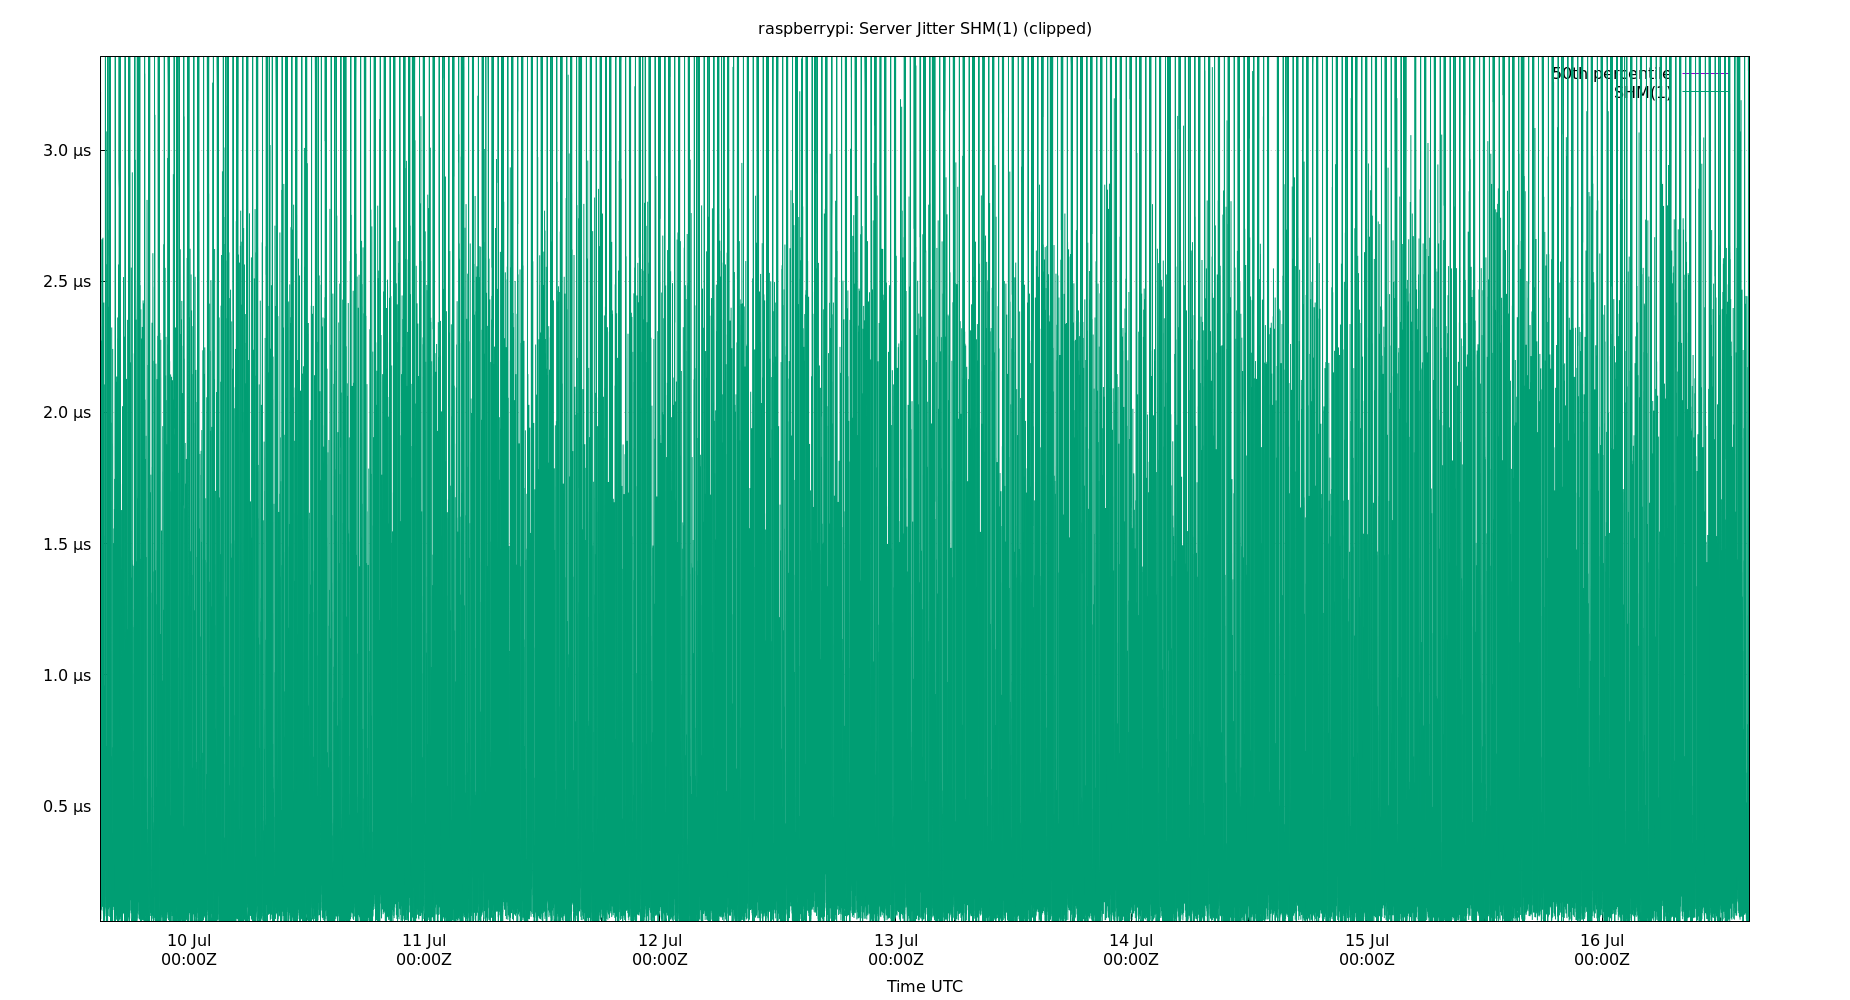 raspberrypi: Server Jitter SHM(1) (clipped)
50th percentile
SHM(1)
3.0 µs
2.5 µs
2.0 µs
1.5 µs
1.0 µs
0.5 µs
10 Jul 11 Jul 12 Jul 13 Jul 14 Jul 15 Jul 16 Jul
00:00Z 00:00Z 00:00Z 00:00Z 00:00Z 00:00Z 00:00Z
Time UTC